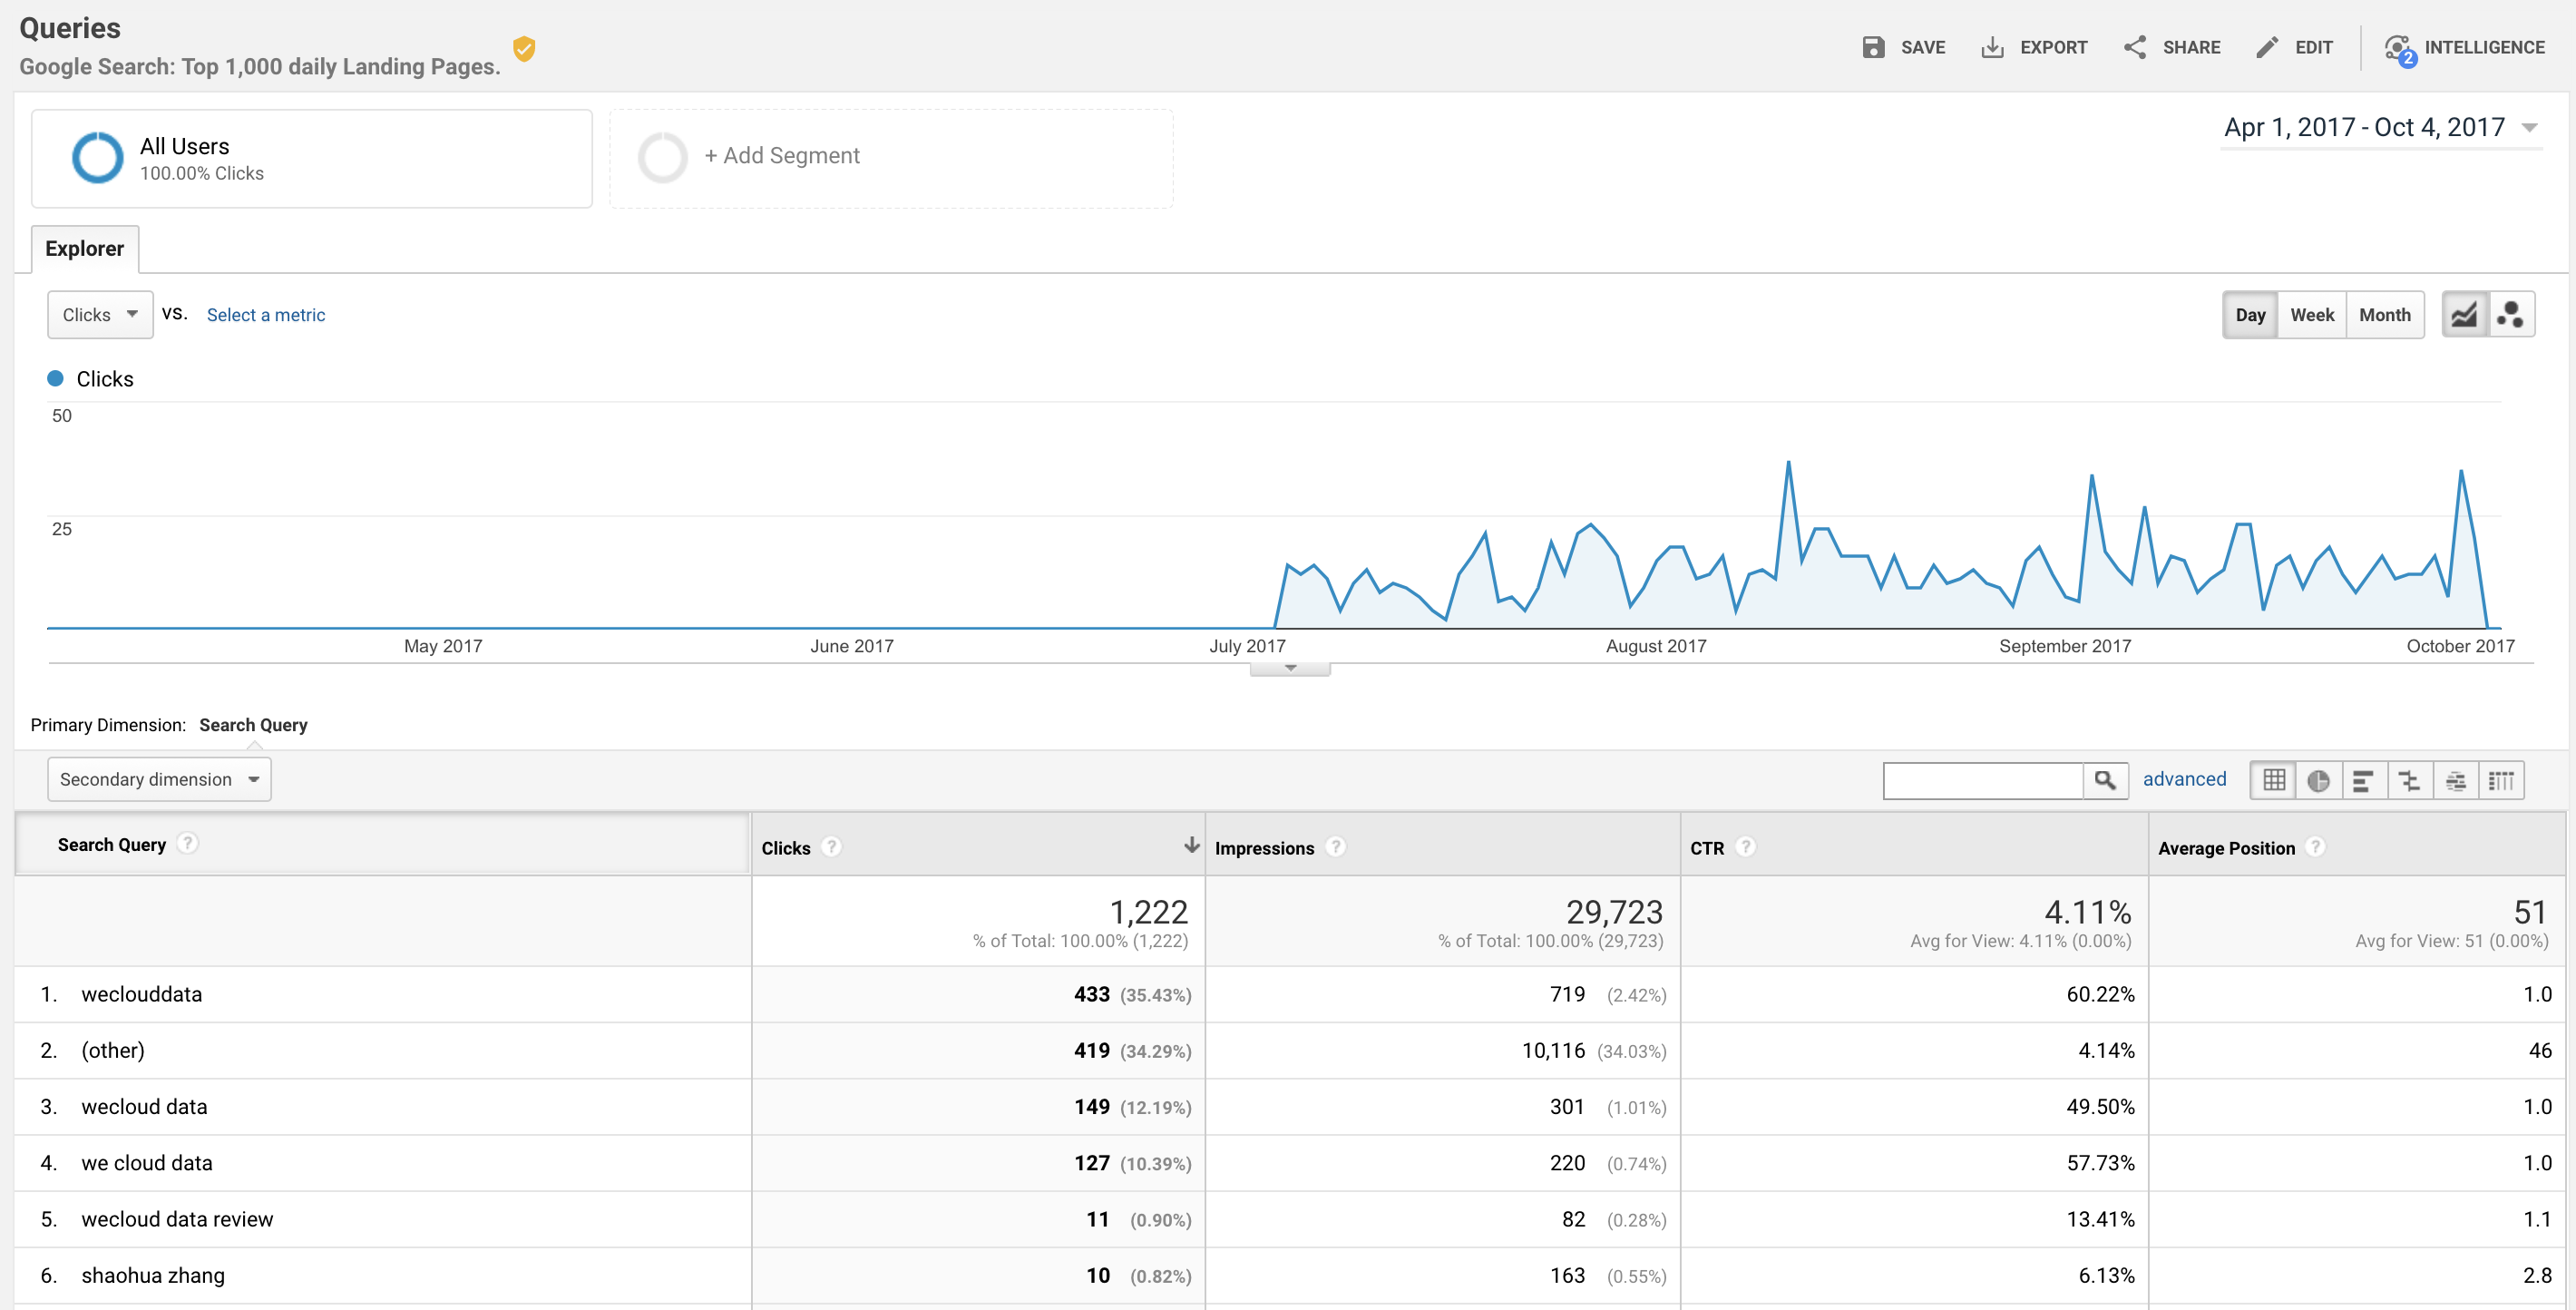 Queries
Google Search: Top 1,000 daily Landing Pages.
SAVE EXPORT SHARE EDIT 2 INTELLIGENCE
All Users
100.00% Clicks
+ Add Segment
Apr 1, 2017 - Oct 4, 2017
Explorer
Clicks VS. Select a metric
Day Week Month
Clicks
50
25
May 2017 June 2017 July 2017 August 2017 September 2017 October 2017
Primary Dimension: Search Query
Secondary dimension
advanced
Search Query ? Clicks ? Impressions ? CTR ? Average Position ?
1,222 29,723 4.11% 51
% of Total: 100.00% (1,222) % of Total: 100.00% (29,723) Avg for View: 4.11% (0.00%) Avg for View: 51 (0.00%)
1. weclouddata 433 (35.43%) 719 (2.42%) 60.22% 1.0
2. (other) 419 (34.29%) 10,116 (34.03%) 4.14% 46
3. wecloud data 149 (12.19%) 301 (1.01%) 49.50% 1.0
4. we cloud data 127 (10.39%) 220 (0.74%) 57.73% 1.0
5. wecloud data review 11 (0.90%) 82 (0.28%) 13.41% 1.1
6. shaohua zhang 10 (0.82%) 163 (0.55%) 6.13% 2.8